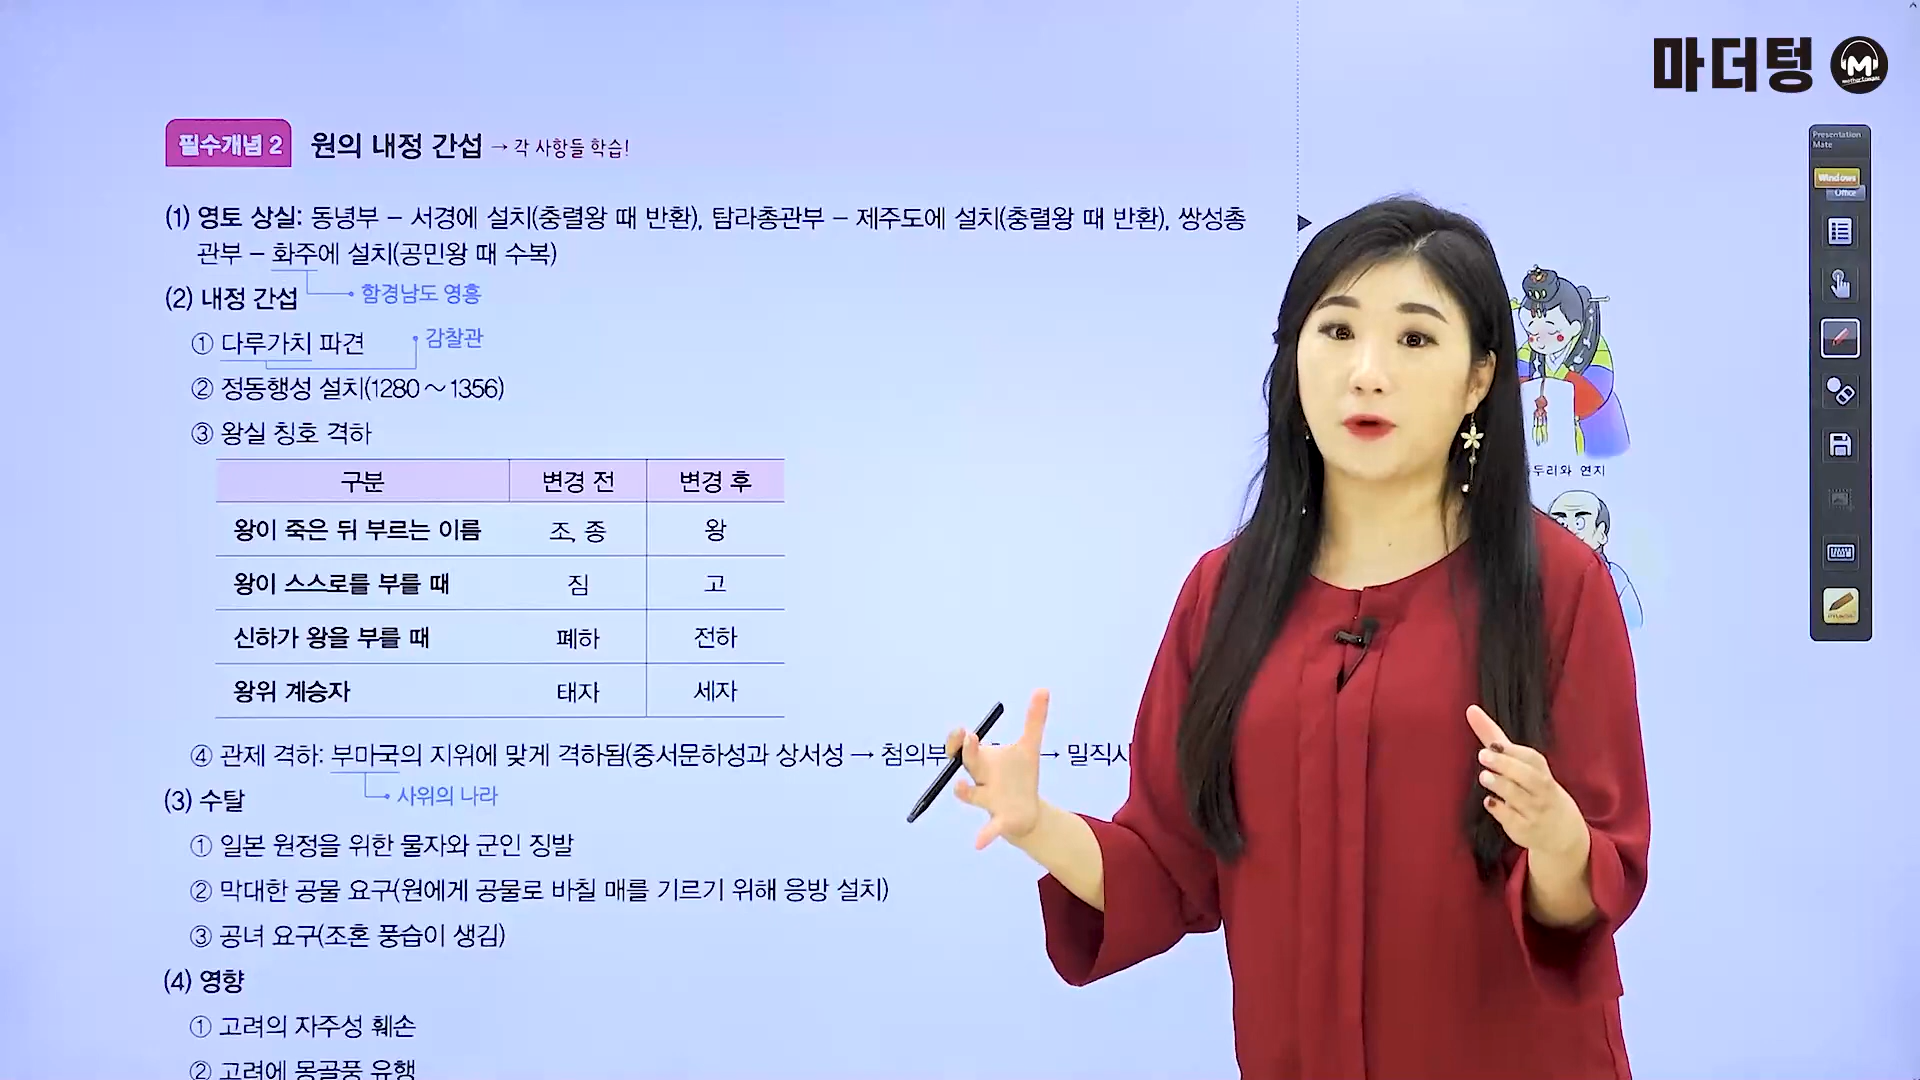 마더텅
M
Presentation
Mate
Windows
Office
필수개념 2 원의 내정 간섭 → 각 사항들 학습!
(1) 영토 상실: 동녕부 – 서경에 설치(충렬왕 때 반환), 탐라총관부 – 제주도에 설치(충렬왕 때 반환), 쌍성총
관부 – 화주에 설치(공민왕 때 수복)
함경남도 영흥
(2) 내정 간섭
감찰관
① 다루가치 파견
② 정동행성 설치(1280 ~ 1356)
③ 왕실 칭호 격하
구분 변경 전 변경 후
왕이 죽은 뒤 부르는 이름 조, 종 왕
왕이 스스로를 부를 때 짐 고
신하가 왕을 부를 때 폐하 전하
왕위 계승자 태자 세자
④ 관제 격하: 부마국의 지위에 맞게 격하됨(중서문하성과 상서성 → 첨의부 → 밀직사
사위의 나라
(3) 수탈
① 일본 원정을 위한 물자와 군인 징발
② 막대한 공물 요구(원에게 공물로 바칠 매를 기르기 위해 응방 설치)
③ 공녀 요구(조혼 풍습이 생김)
(4) 영향
① 고려의 자주성 훼손
② 고려에 몽골풍 유행
두리와 연지